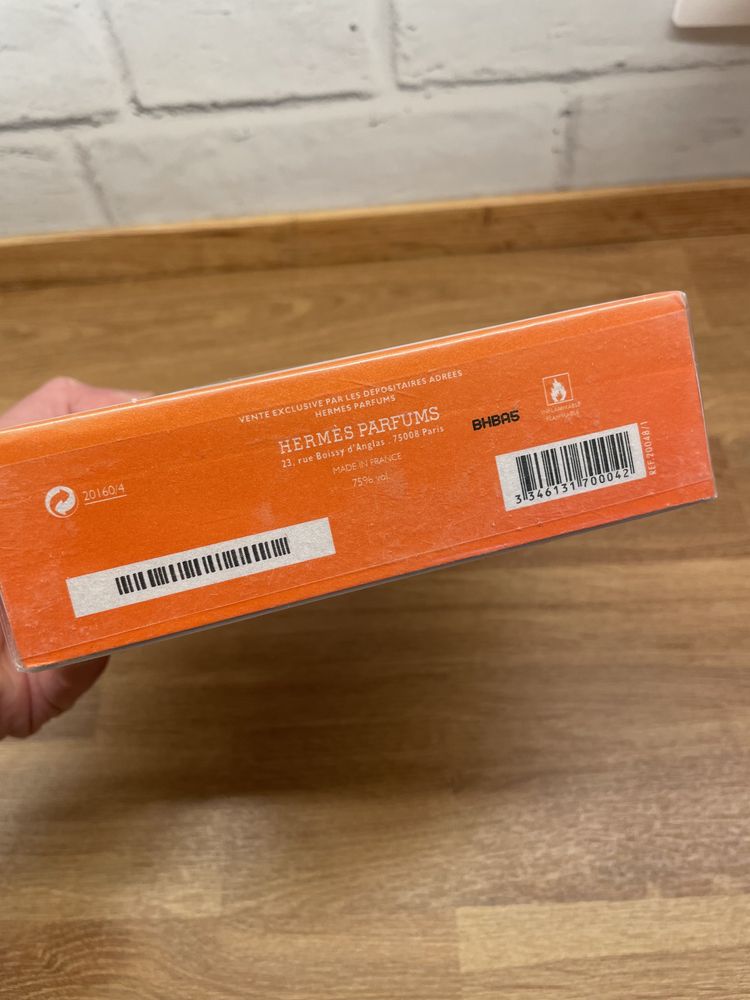 VENTE EXCLUSIVE PAR LES DEPOSITAIRES AGREES
HERMES PARFUMS
HERMÈS PARFUMS
23, rue Boissy d'Anglas - 75008 Paris
MADE IN FRANCE
75% vol.
BHBA5
INFLAMMABLE
FLAMMABLE
20160/4
3 346131 700042
REF.20048/1